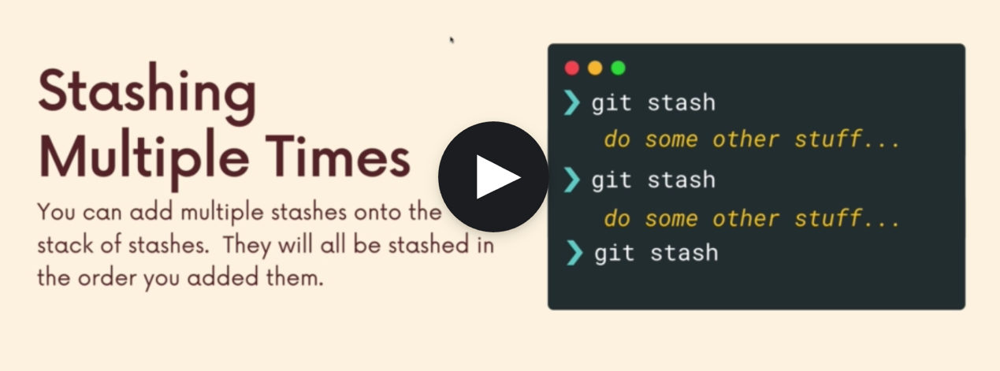 Stashing
Multiple Times
You can add multiple stashes onto the
stack of stashes.  They will all be stashed in
the order you added them.
❯ git stash
do some other stuff...
❯ git stash
do some other stuff...
❯ git stash